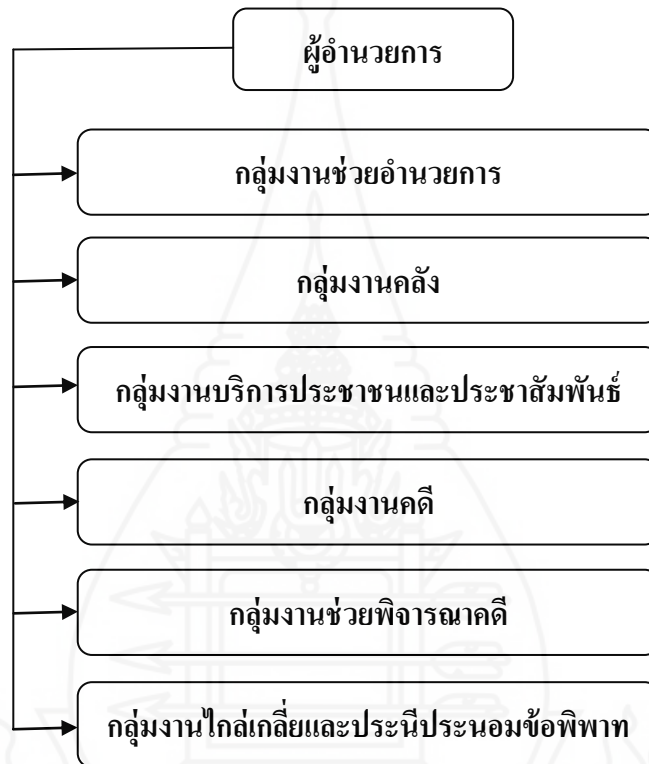 ผู้อำนวยการ
กลุ่มงานช่วยอำนวยการ
กลุ่มงานคลัง
กลุ่มงานบริการประชาชนและประชาสัมพันธ์
กลุ่มงานคดี
กลุ่มงานช่วยพิจารณาคดี
กลุ่มงานไกล่เกลี่ยและประนีประนอมข้อพิพาท